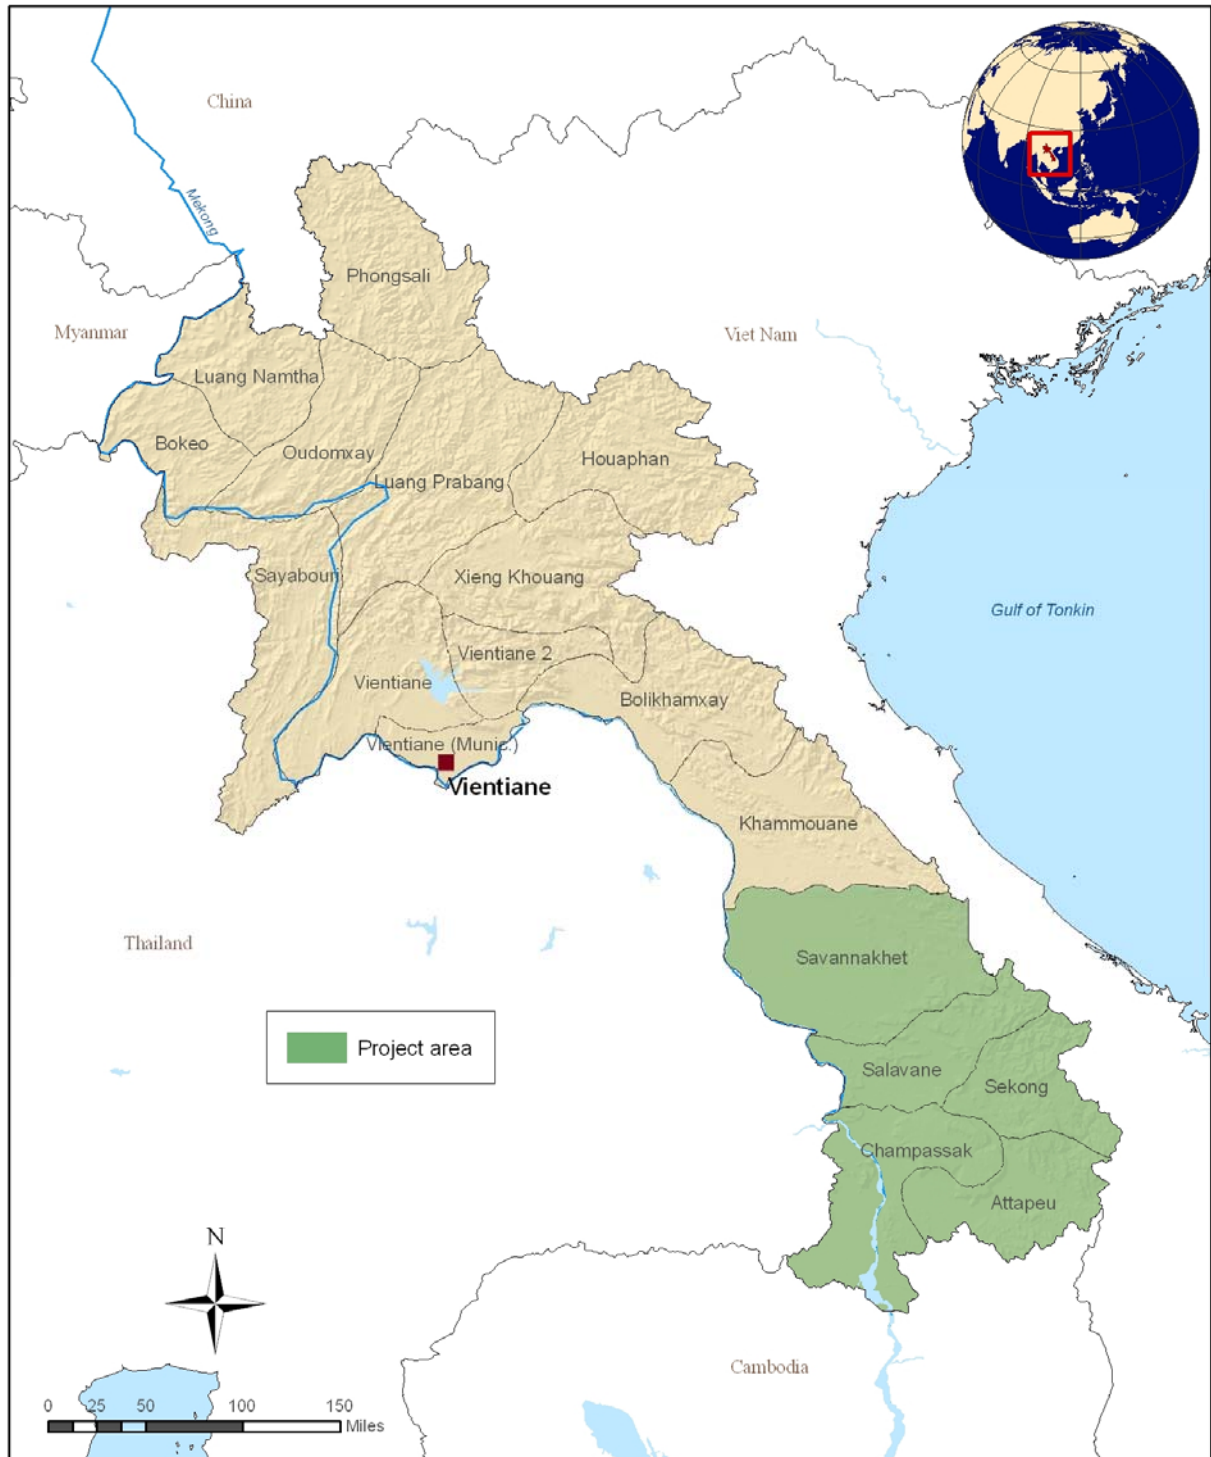 China
Mekong
Phongsali
Myanmar
Viet Nam
Luang Namtha
Bokeo
Oudomxay
Houaphan
Luang Prabang
Sayabouri
Xieng Khouang
Gulf of Tonkin
Vientiane 2
Vientiane
Bolikhamxay
Vientiane (Munic.)
Vientiane
Khammouane
Thailand
Savannakhet
Project area
Salavane
Sekong
Champassak
Attapeu
N
Cambodia
0 25 50 100 150
Miles